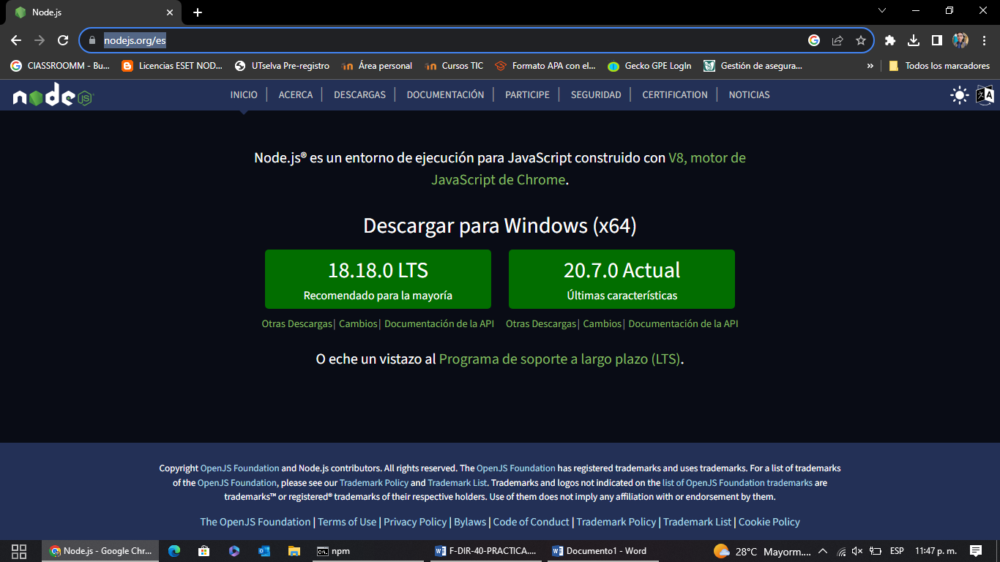 Node.js
nodejs.org/es
ClASSROOMM - Bu... Licencias ESET NOD... UTselva Pre-registro Área personal Cursos TIC Formato APA con el... Gecko GPE LogIn Gestión de asegura... » Todos los marcadores
node JS
INICIO ACERCA DESCARGAS DOCUMENTACIÓN PARTICIPE SEGURIDAD CERTIFICATION NOTICIAS
Node.js® es un entorno de ejecución para JavaScript construido con V8, motor de
JavaScript de Chrome.
Descargar para Windows (x64)
18.18.0 LTS
Recomendado para la mayoría
20.7.0 Actual
Últimas características
Otras Descargas | Cambios | Documentación de la API
Otras Descargas | Cambios | Documentación de la API
O eche un vistazo al Programa de soporte a largo plazo (LTS).
Copyright OpenJS Foundation and Node.js contributors. All rights reserved. The OpenJS Foundation has registered trademarks and uses trademarks. For a list of trademarks
of the OpenJS Foundation, please see our Trademark Policy and Trademark List. Trademarks and logos not indicated on the list of OpenJS Foundation trademarks are
trademarks™ or registered® trademarks of their respective holders. Use of them does not imply any affiliation with or endorsement by them.
The OpenJS Foundation | Terms of Use | Privacy Policy | Bylaws | Code of Conduct | Trademark Policy | Trademark List | Cookie Policy
Node.js - Google Chr... npm F-DIR-40-PRACTICA.... Documento1 - Word 28°C Mayorm.... ESP 11:47 p. m.